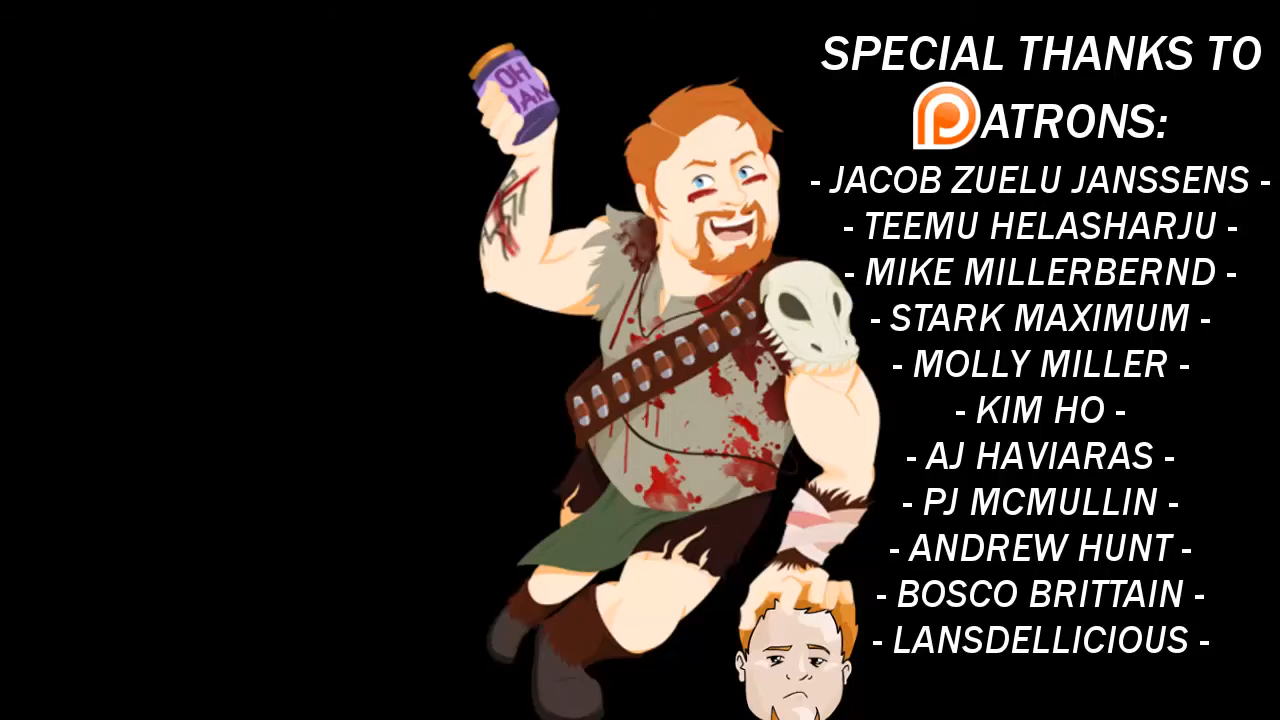 OH
JAM
SPECIAL THANKS TO
PATRONS:
- JACOB ZUELU JANSSENS -
- TEEMU HELASHARJU -
- MIKE MILLERBERND -
- STARK MAXIMUM -
- MOLLY MILLER -
- KIM HO -
- AJ HAVIARAS -
- PJ MCMULLIN -
- ANDREW HUNT -
- BOSCO BRITTAIN -
- LANSDELLICIOUS -